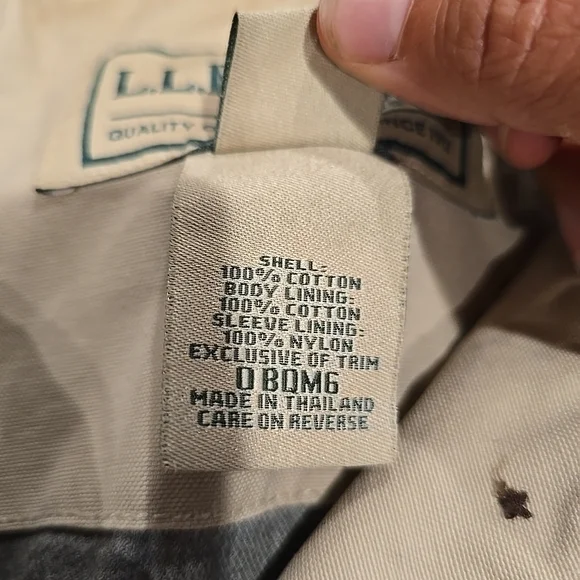 L.L.
QUALITY
SHELL:
100% COTTON
BODY LINING:
100% COTTON
SLEEVE LINING:
100% NYLON
EXCLUSIVE OF TRIM
0 BQM6
MADE IN THAILAND
CARE ON REVERSE